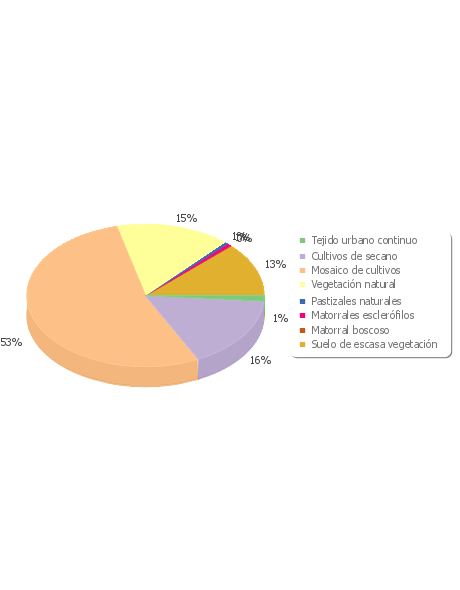 15%
13%
1%
16%
53%
Tejido urbano continuo
Cultivos de secano
Mosaico de cultivos
Vegetación natural
Pastizales naturales
Matorrales esclerófilos
Matorral boscoso
Suelo de escasa vegetación